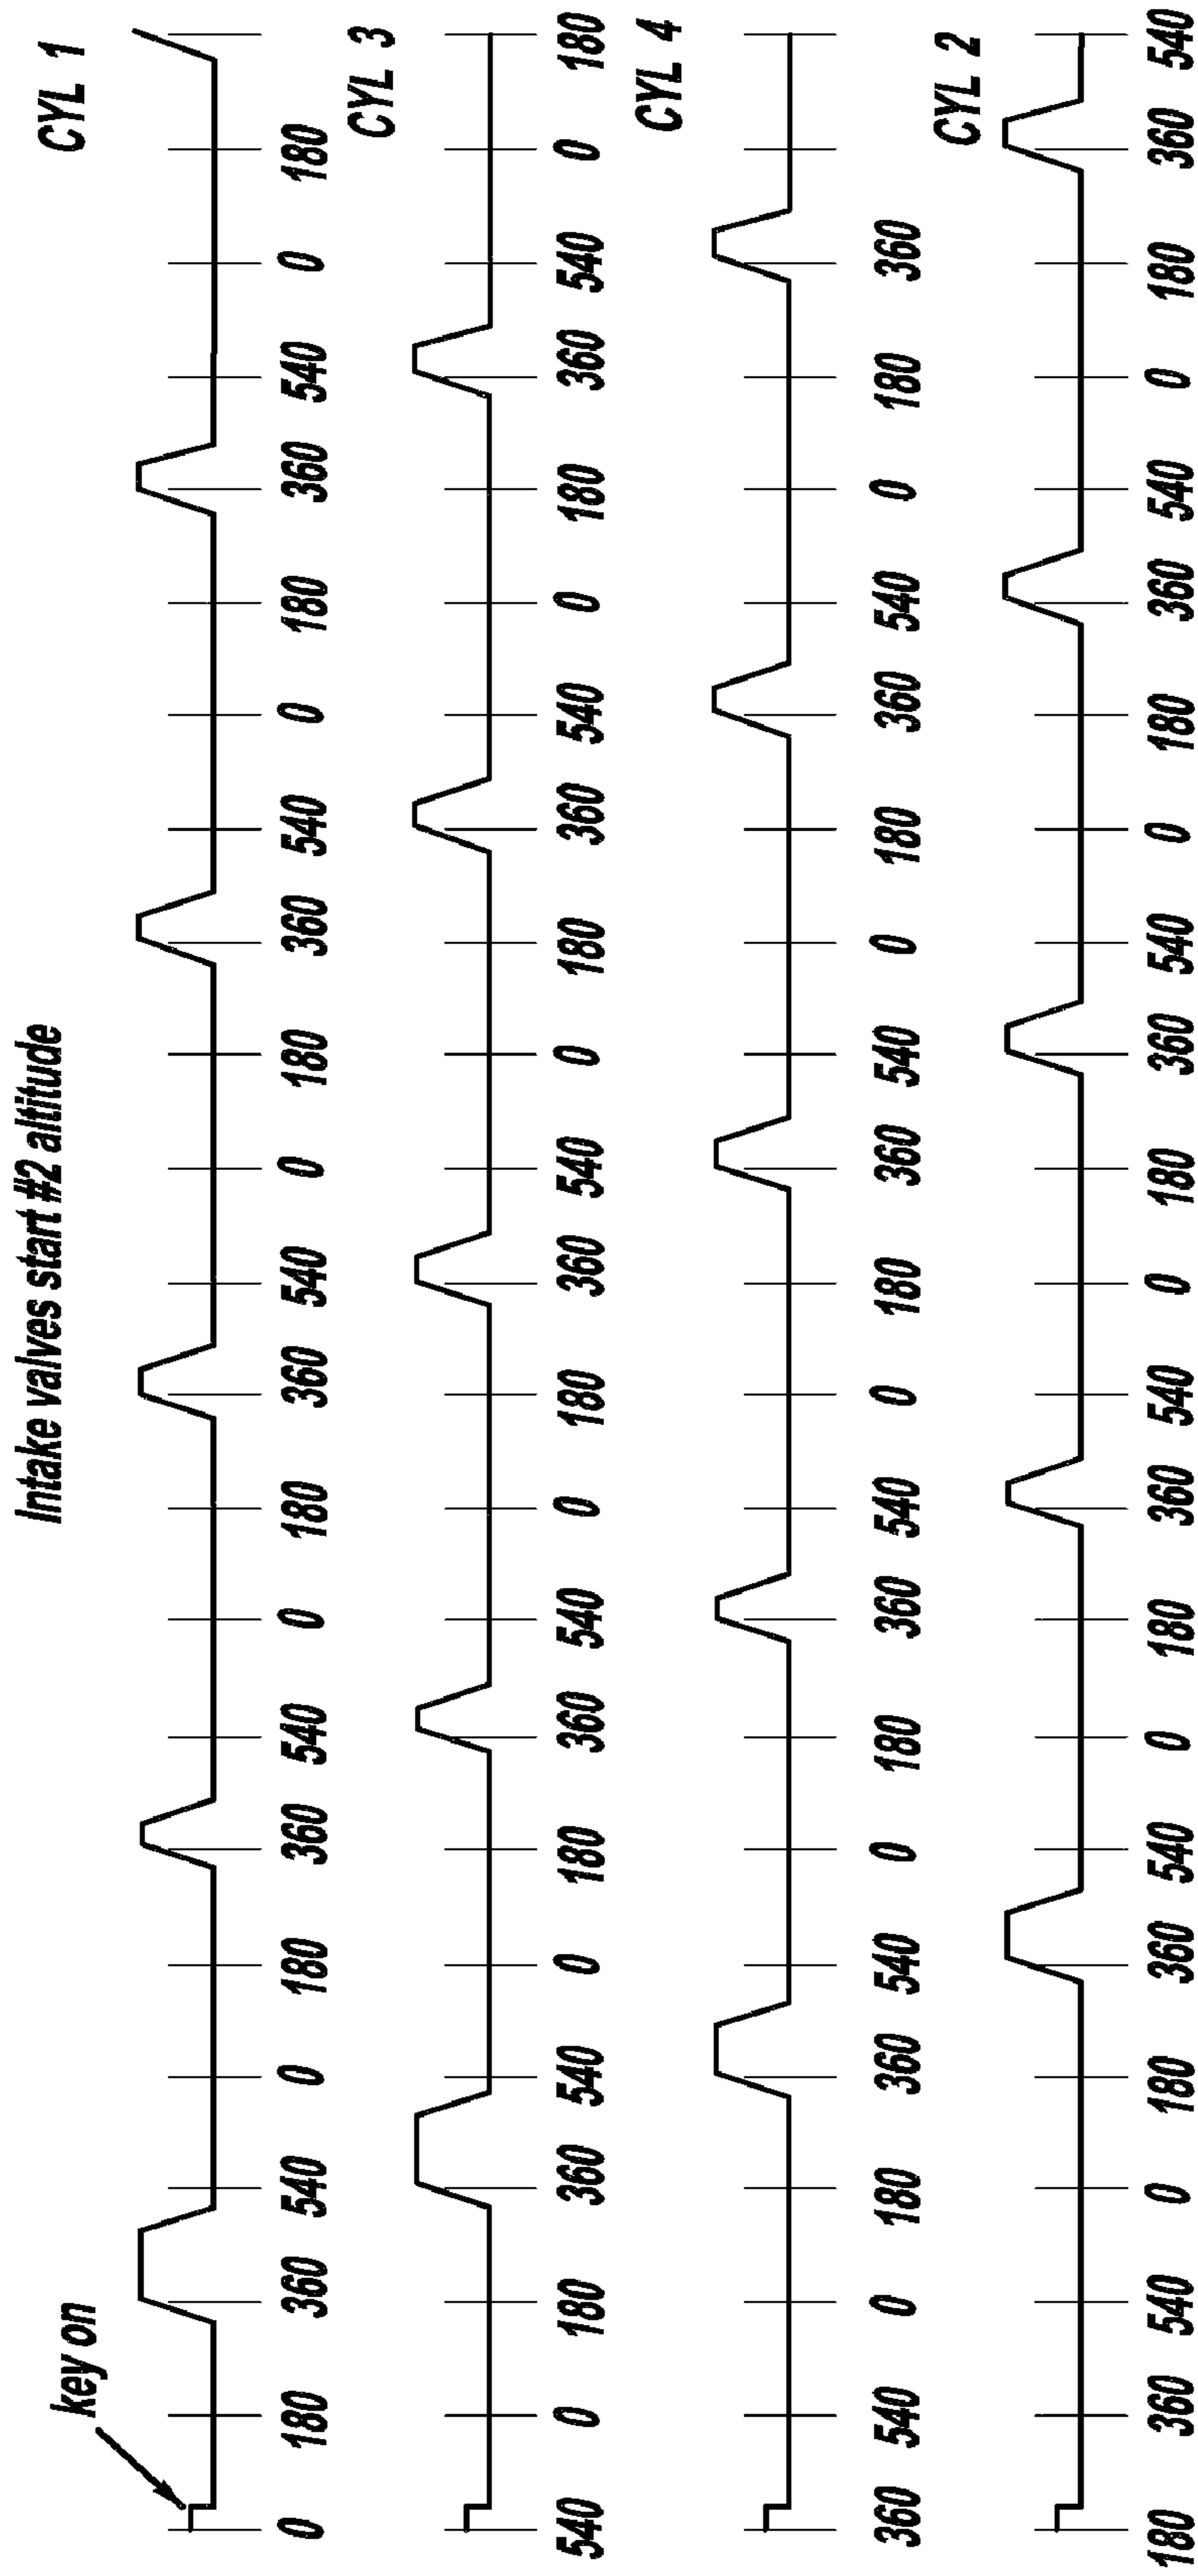 Intake valves start #2 altitude
key on
CYL 1
0 180 360 540 0 180 360 540 0 180 360 540 0 180 360 540 0 180 360 540 0 180
CYL 3
540 0 180 360 540 0 180 360 540 0 180 360 540 0 180 360 540 0 180 360 540 0 180
CYL 4
360 540 0 180 360 540 0 180 360 540 0 180 360 540 0 180 360 540 0 180 360
CYL 2
180 360 540 0 180 360 540 0 180 360 540 0 180 360 540 0 180 360 540 0 180 360 540